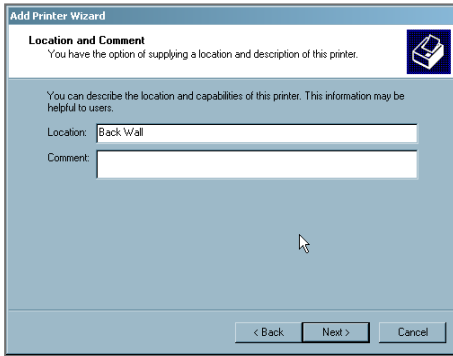 Add Printer Wizard
Location and Comment
You have the option of supplying a location and description of this printer.
You can describe the location and capabilities of this printer. This information may be
helpful to users.
Location: Back Wall
Comment:
< Back Next > Cancel